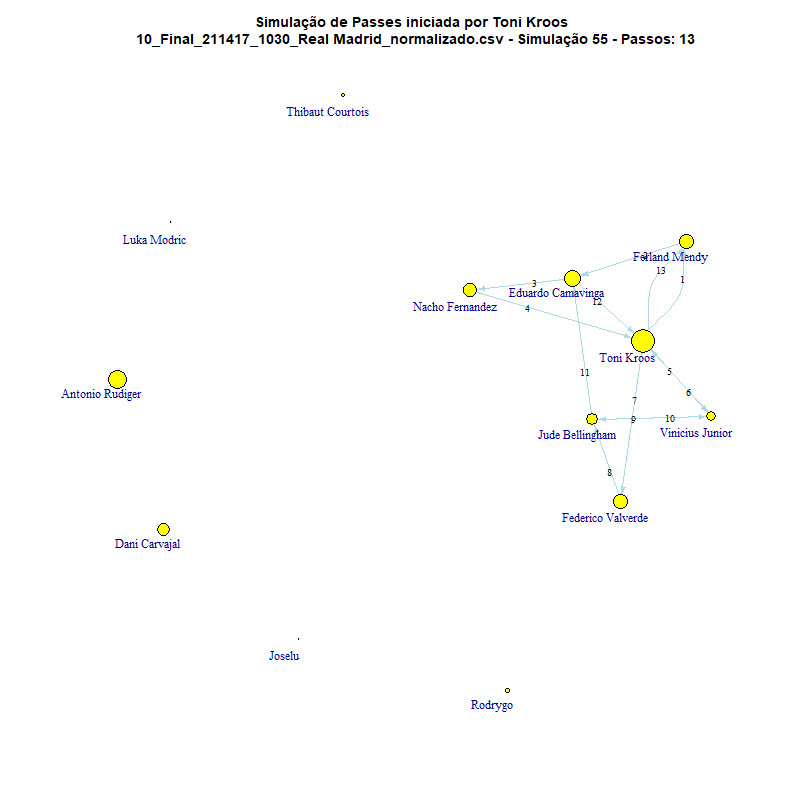 Simulação de Passes iniciada por Toni Kroos
10_Final_211417_1030_Real Madrid_normalizado.csv - Simulação 55 - Passos: 13
Thibaut Courtois
Luka Modric
2
Ferland Mendy
13
1
3
Eduardo Camavinga
12
Nacho Fernandez
4
Toni Kroos
5
11
Antonio Rudiger
6
7
9
10
Jude Bellingham
Vinicius Junior
8
Federico Valverde
Dani Carvajal
Joselu
Rodrygo